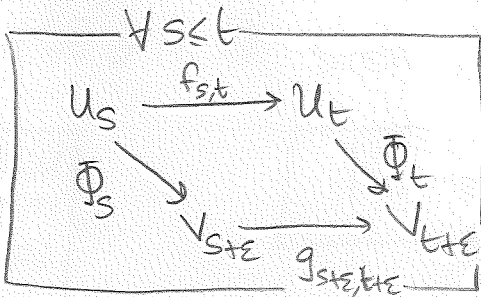 ∀ s≤t
f_{s,t}
U_s → U_t
Φ_s Φ_t
V_{s+ε} → V_{t+ε}
g_{s+ε,t+ε}